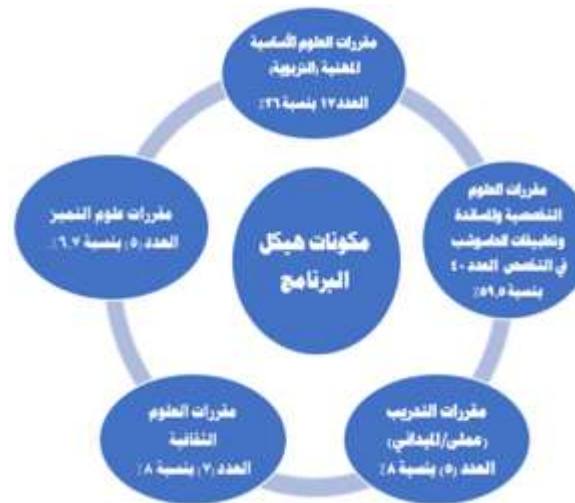 مقررات العلوم الأساسية
المهنية (التربوية)
العدد ١٧ بنسبة ٢٦٪
مقررات العلوم
التخصصية والمساندة
وتطبيقات الحاسوب
في التخصص العدد ٤٠
بنسبة ٥٩,٥٪
مقررات التدريب
(عملي/الميداني)
العدد (٥) بنسبة ٨٪
مقررات العلوم
الثقافية
العدد (٧) بنسبة ٨٪
مقررات علوم التميز
العدد (٥) بنسبة ٦,٧٪
مكونات هيكل
البرنامج